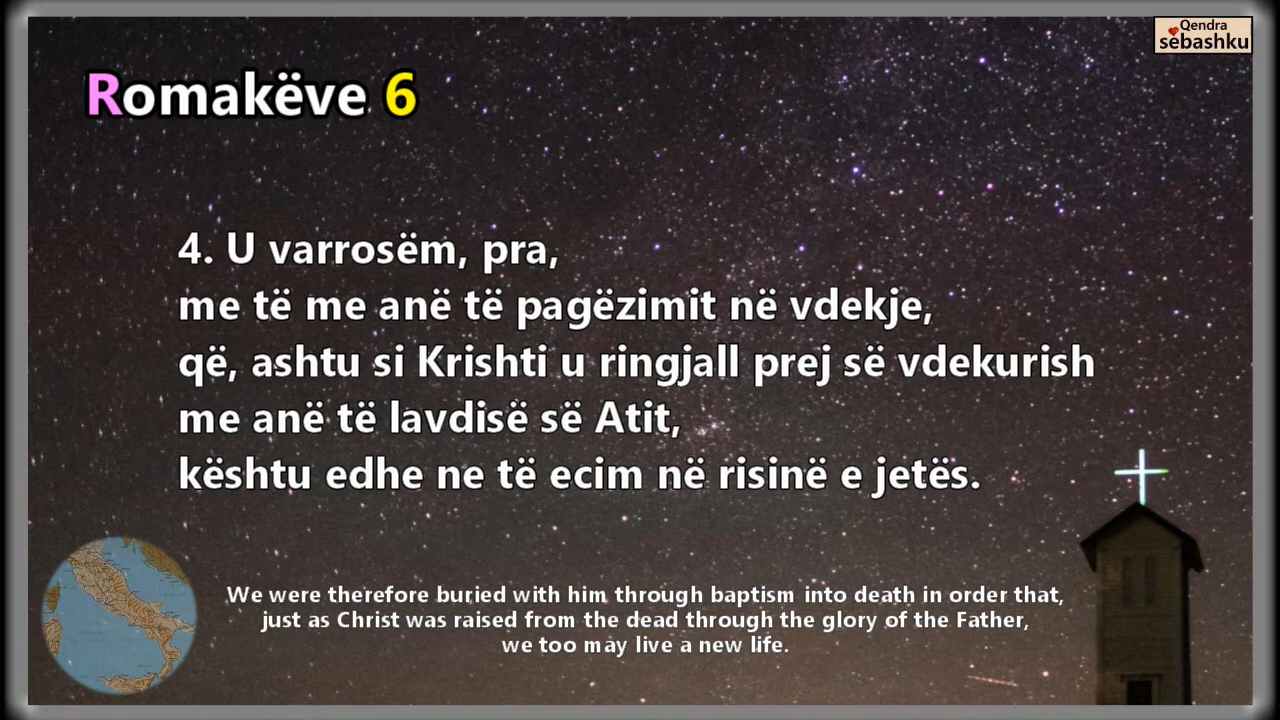 Qendra
sëbashku
Romakëve 6
4. U varrosëm, pra,
me të me anë të pagëzimit në vdekje,
që, ashtu si Krishti u ringjall prej së vdekurish
me anë të lavdisë së Atit,
kështu edhe ne të ecim në risinë e jetës.
We were therefore buried with him through baptism into death in order that,
just as Christ was raised from the dead through the glory of the Father,
we too may live a new life.